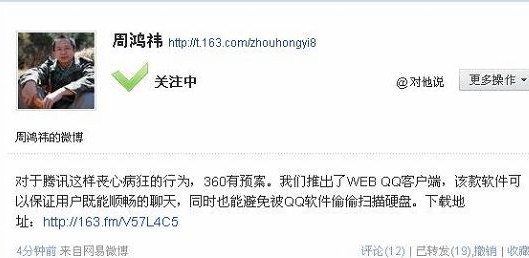 周鸿祎 http://t.163.com/zhouhongyi8
关注中 @对他说 更多操作
周鸿祎的微博
对于腾讯这样丧心病狂的行为，360有预案。我们推出了WEB QQ客户端，该款软件可
以保证用户既能顺畅的聊天，同时也能避免被QQ软件偷偷扫描硬盘。下载地
址：http://163.fm/V57L4C5
4分钟前 来自网易微博 评论(12) | 已转发(19),撤销 | 收藏